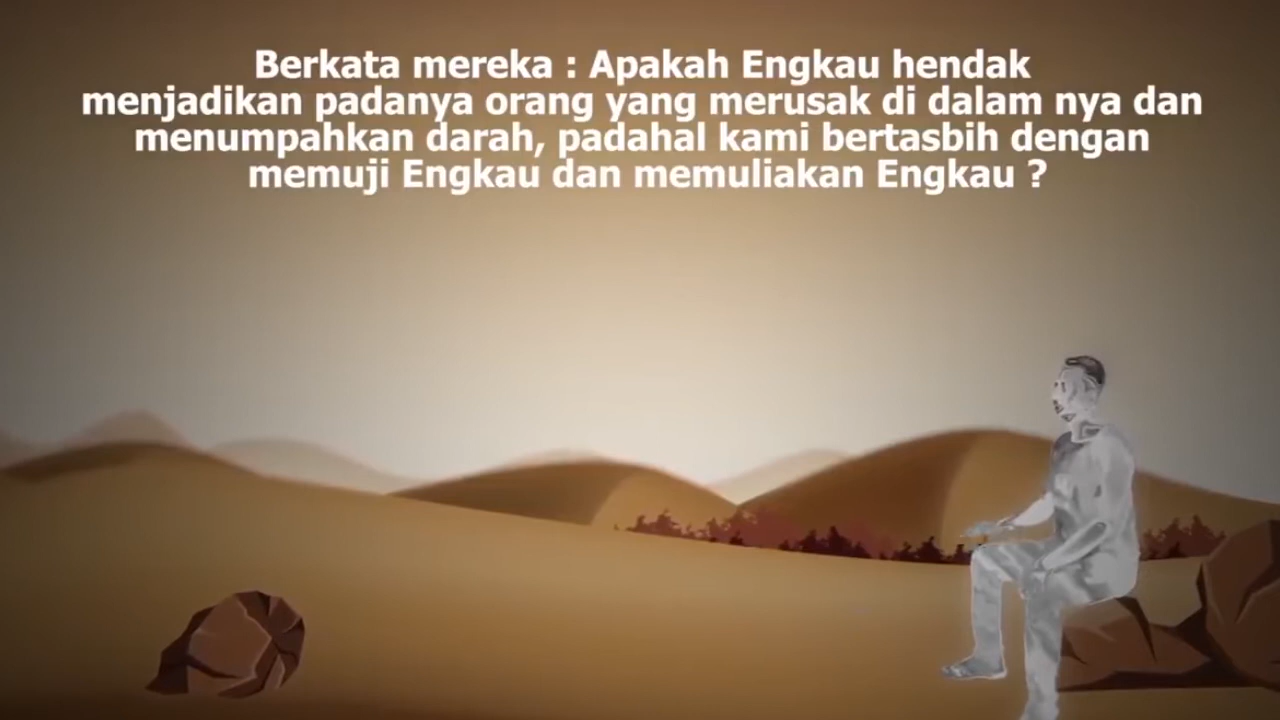 Berkata mereka : Apakah Engkau hendak
menjadikan padanya orang yang merusak di dalam nya dan
menumpahkan darah, padahal kami bertasbih dengan
memuji Engkau dan memuliakan Engkau ?